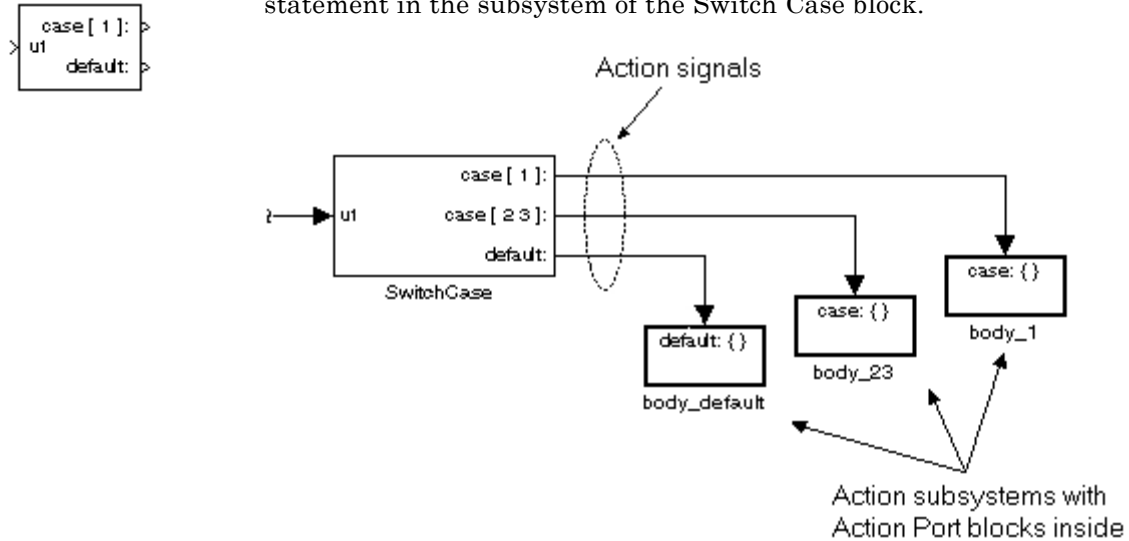 statement in the subsystem of the Switch Case block.
case [ 1 ]:
u1
default:
Action signals
case [ 1 ]:
u1
case [ 2 3 ]:
default:
SwitchCase
case: { }
body_1
case: { }
body_23
default: { }
body_default
Action subsystems with
Action Port blocks inside